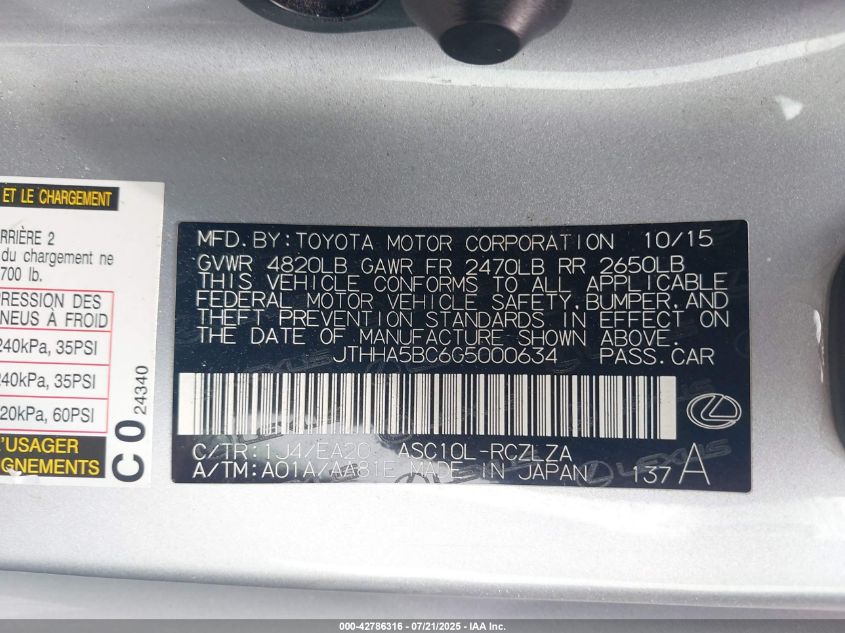 ET LE CHARGEMENT
RRIÈRE 2
du chargement ne
700 lb.
PRESSION DES
NEUS À FROID
240kPa, 35PSI
240kPa, 35PSI
20kPa, 60PSI
L'USAGER
GNEMENTS
C0 24340
MFD. BY: TOYOTA MOTOR CORPORATION 10/15
GVWR 4820LB GAWR FR 2470LB RR 2650LB
THIS VEHICLE CONFORMS TO ALL APPLICABLE
FEDERAL MOTOR VEHICLE SAFETY, BUMPER, AND
THEFT PREVENTION STANDARDS IN EFFECT ON
THE DATE OF MANUFACTURE SHOWN ABOVE.
JTHHA5BC6G5000634 PASS.CAR
C/TR:1J4/EA20 ASC10L-RCZLZA
A/TM:A01A/AA81E MADE IN JAPAN 137A
LEXUS
000-42786316 - 07/21/2025 - IAA Inc.